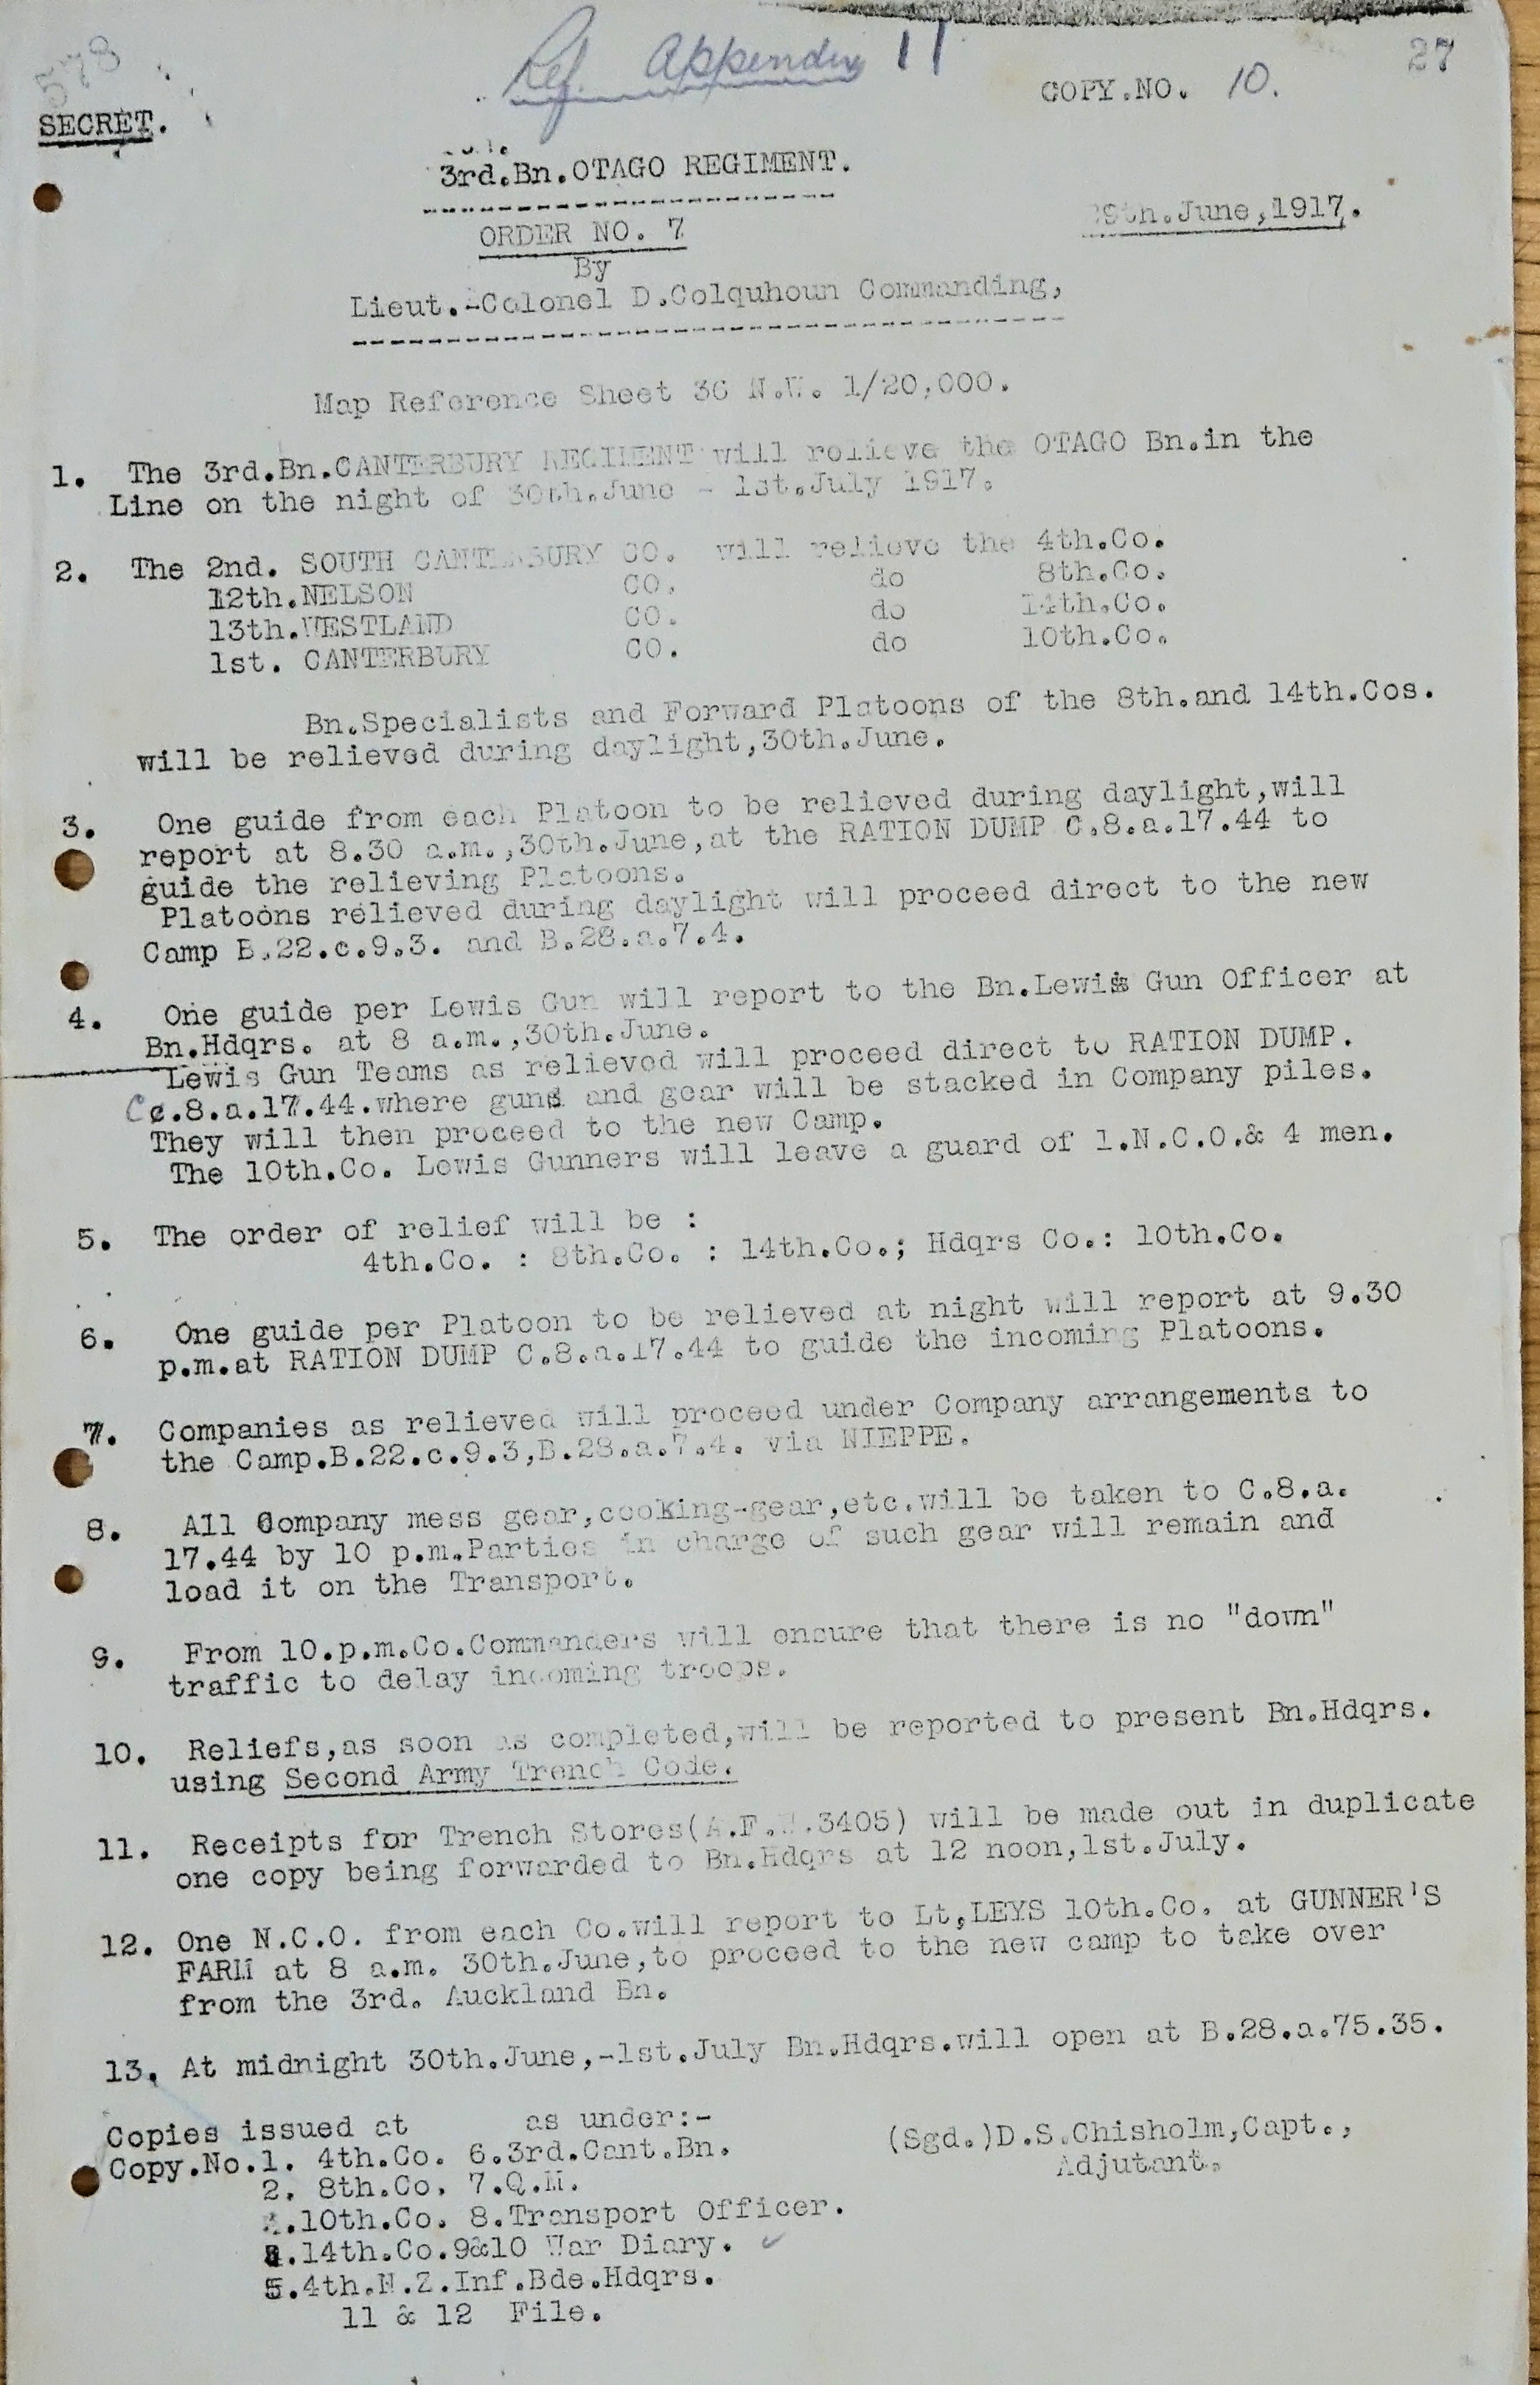 578
Ref. Appendix 11
27
COPY.NO. 10.
SECRET.
3rd.Bn.OTAGO REGIMENT.
29th.June,1917.
ORDER NO. 7
By
Lieut.-Colonel D.Colquhoun Commanding,
Map Reference Sheet 36 N.W. 1/20,000.
1. The 3rd.Bn.CANTERBURY REGIMENT will relieve the OTAGO Bn.in the
Line on the night of 30th.June - 1st.July 1917.
2. The 2nd. SOUTH CANTERBURY CO. will relieve the 4th.Co.
12th.NELSON CO. do 8th.Co.
13th.WESTLAND CO. do 14th.Co.
1st. CANTERBURY CO. do 10th.Co.
Bn.Specialists and Forward Platoons of the 8th.and 14th.Cos.
will be relieved during daylight,30th.June.
3. One guide from each Platoon to be relieved during daylight,will
report at 8.30 a.m.,30th.June,at the RATION DUMP C.8.a.17.44 to
guide the relieving Platoons.
Platoons relieved during daylight will proceed direct to the new
Camp B.22.c.9.3. and B.28.a.7.4.
4. One guide per Lewis Gun will report to the Bn.Lewis Gun Officer at
Bn.Hdqrs. at 8 a.m.,30th.June.
Lewis Gun Teams as relieved will proceed direct to RATION DUMP.
C.8.a.17.44.where guns and gear will be stacked in Company piles.
They will then proceed to the new Camp.
The 10th.Co. Lewis Gunners will leave a guard of 1.N.C.O.& 4 men.
5. The order of relief will be :
4th.Co. : 8th.Co. : 14th.Co.; Hdqrs Co.: 10th.Co.
6. One guide per Platoon to be relieved at night will report at 9.30
p.m.at RATION DUMP C.8.a.17.44 to guide the incoming Platoons.
7. Companies as relieved will proceed under Company arrangements to
the Camp.B.22.c.9.3,B.28.a.7.4. via NIEPPE.
8. All Company mess gear,cooking-gear,etc.will be taken to C.8.a.
17.44 by 10 p.m.Parties in charge of such gear will remain and
load it on the Transport.
9. From 10.p.m.Co.Commanders will ensure that there is no "down"
traffic to delay incoming troops.
10. Reliefs,as soon as completed,will be reported to present Bn.Hdqrs.
using Second Army Trench Code.
11. Receipts for Trench Stores(A.F.W.3405) will be made out in duplicate
one copy being forwarded to Bn.Hdqrs at 12 noon,1st.July.
12. One N.C.O. from each Co.will report to Lt,LEYS 10th.Co. at GUNNER'S
FARM at 8 a.m. 30th.June,to proceed to the new camp to take over
from the 3rd. Auckland Bn.
13. At midnight 30th.June,-1st.July Bn.Hdqrs.will open at B.28.a.75.35.
Copies issued at as under:-
(Sgd.)D.S.Chisholm,Capt.,
Adjutant.
Copy.No.1. 4th.Co. 6.3rd.Cant.Bn.
2. 8th.Co. 7.Q.M.
.10th.Co. 8.Transport Officer.
4.14th.Co.9&10 War Diary. ✓
5.4th.N.Z.Inf.Bde.Hdqrs.
11 & 12 File.